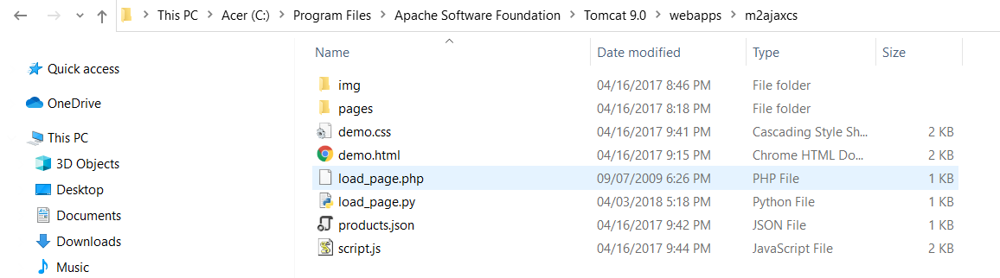 This PC > Acer (C:) > Program Files > Apache Software Foundation > Tomcat 9.0 > webapps > m2ajaxcs
Name Date modified Type Size
Quick access
OneDrive
This PC
3D Objects
Desktop
Documents
Downloads
Music
img 04/16/2017 8:46 PM File folder
pages 04/16/2017 8:18 PM File folder
demo.css 04/16/2017 9:41 PM Cascading Style Sh... 2 KB
demo.html 04/16/2017 9:15 PM Chrome HTML Do... 2 KB
load_page.php 09/07/2009 6:26 PM PHP File 1 KB
load_page.py 04/03/2018 5:18 PM Python File 1 KB
products.json 04/16/2017 9:42 PM JSON File 1 KB
script.js 04/16/2017 9:44 PM JavaScript File 2 KB